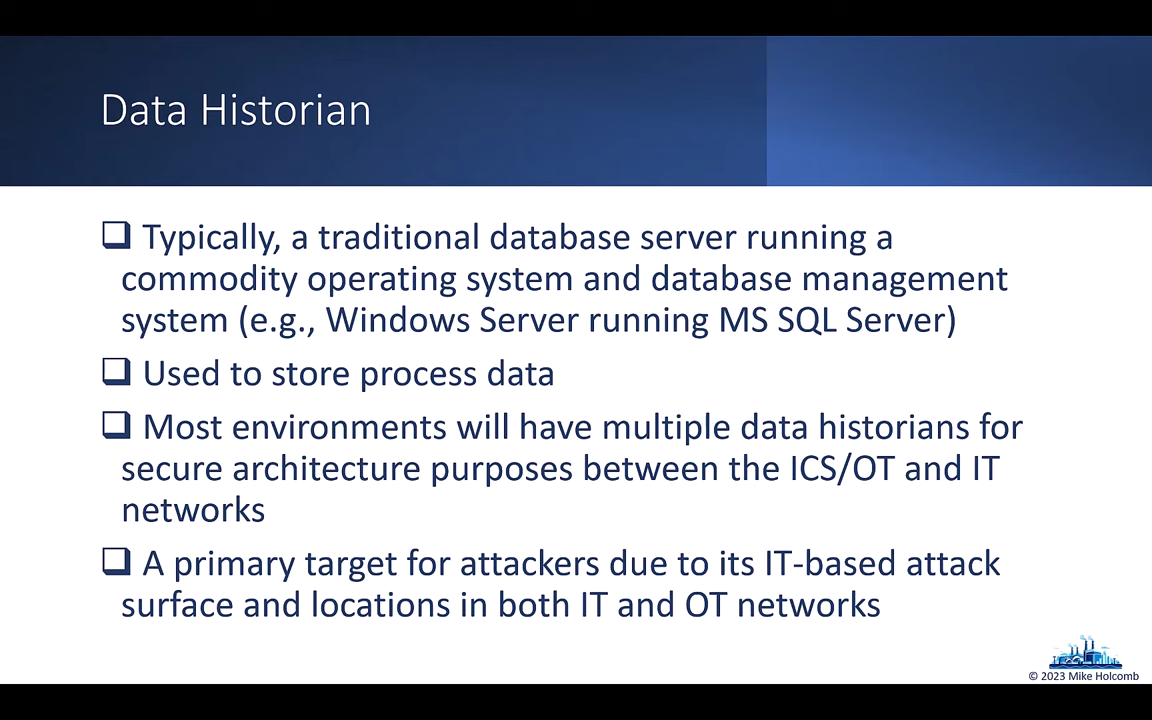 Data Historian
❑ Typically, a traditional database server running a
commodity operating system and database management
system (e.g., Windows Server running MS SQL Server)
❑ Used to store process data
❑ Most environments will have multiple data historians for
secure architecture purposes between the ICS/OT and IT
networks
❑ A primary target for attackers due to its IT-based attack
surface and locations in both IT and OT networks
© 2023 Mike Holcomb